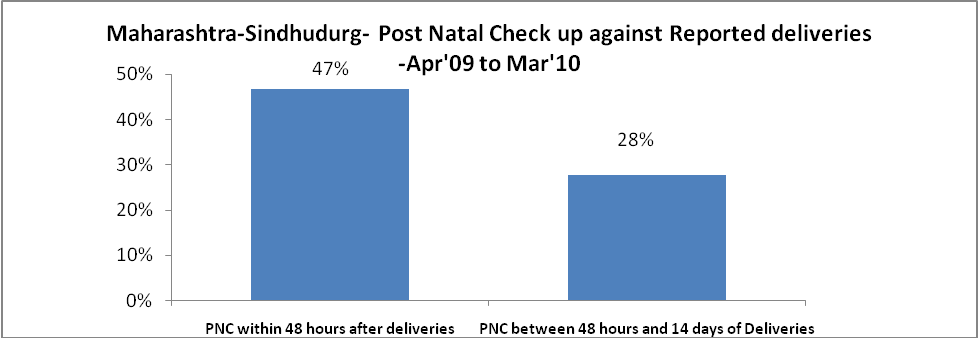 Maharashtra-Sindhudurg- Post Natal Check up against Reported deliveries
-Apr'09 to Mar'10
47%
50%
40%
28%
30%
20%
10%
0%
PNC within 48 hours after deliveries
PNC between 48 hours and 14 days of Deliveries